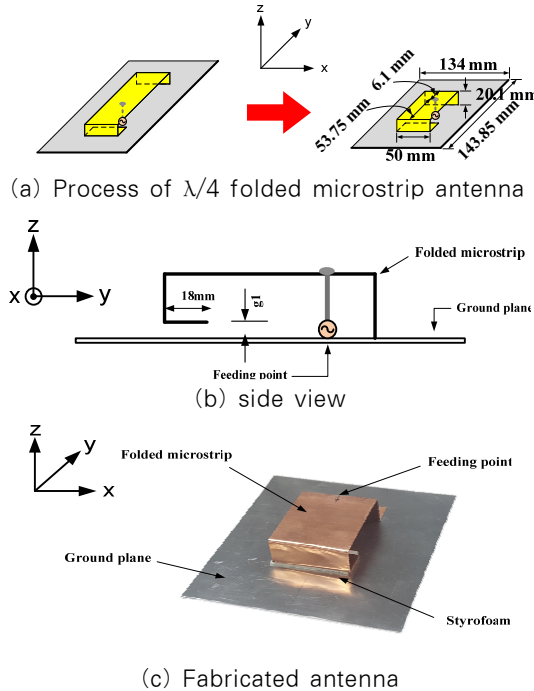 z
y
x
134 mm
6.1 mm
20.1 mm
53.75 mm
143.85 mm
50 mm
(a) Process of λ/4 folded microstrip antenna
z
x
y
Folded microstrip
18mm
g1
Ground plane
Feeding point
(b) side view
z
y
x
Folded microstrip
Feeding point
Ground plane
Styrofoam
(c) Fabricated antenna